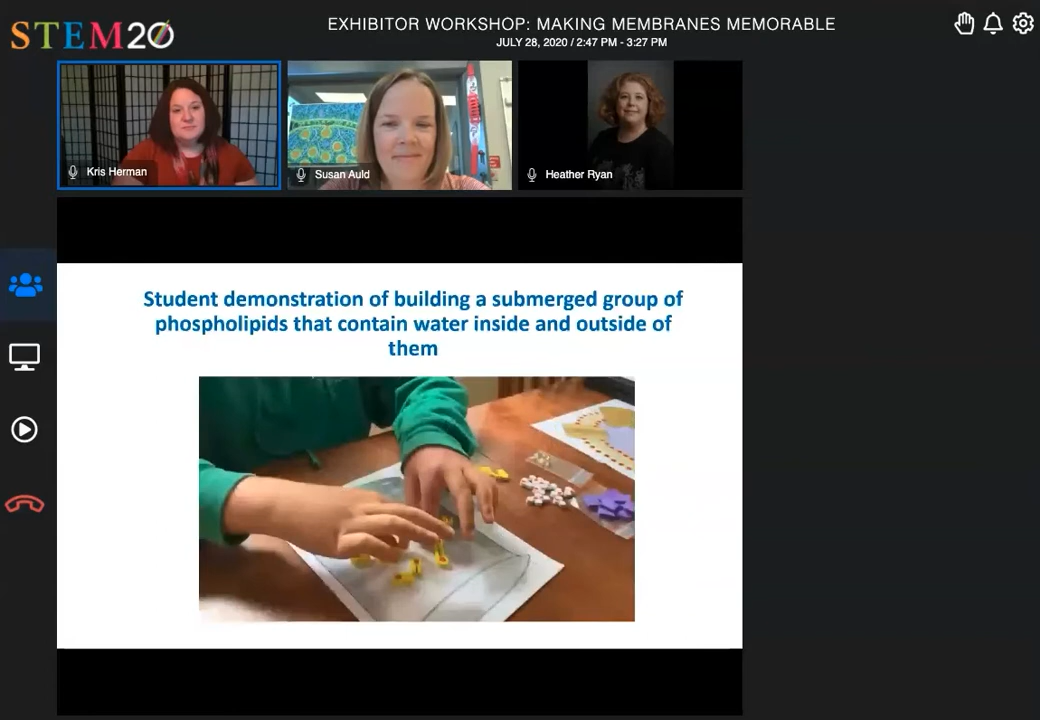 STEM20
EXHIBITOR WORKSHOP: MAKING MEMBRANES MEMORABLE
JULY 28, 2020 / 2:47 PM - 3:27 PM
Kris Herman
Susan Auld
Heather Ryan
Student demonstration of building a submerged group of
phospholipids that contain water inside and outside of
them